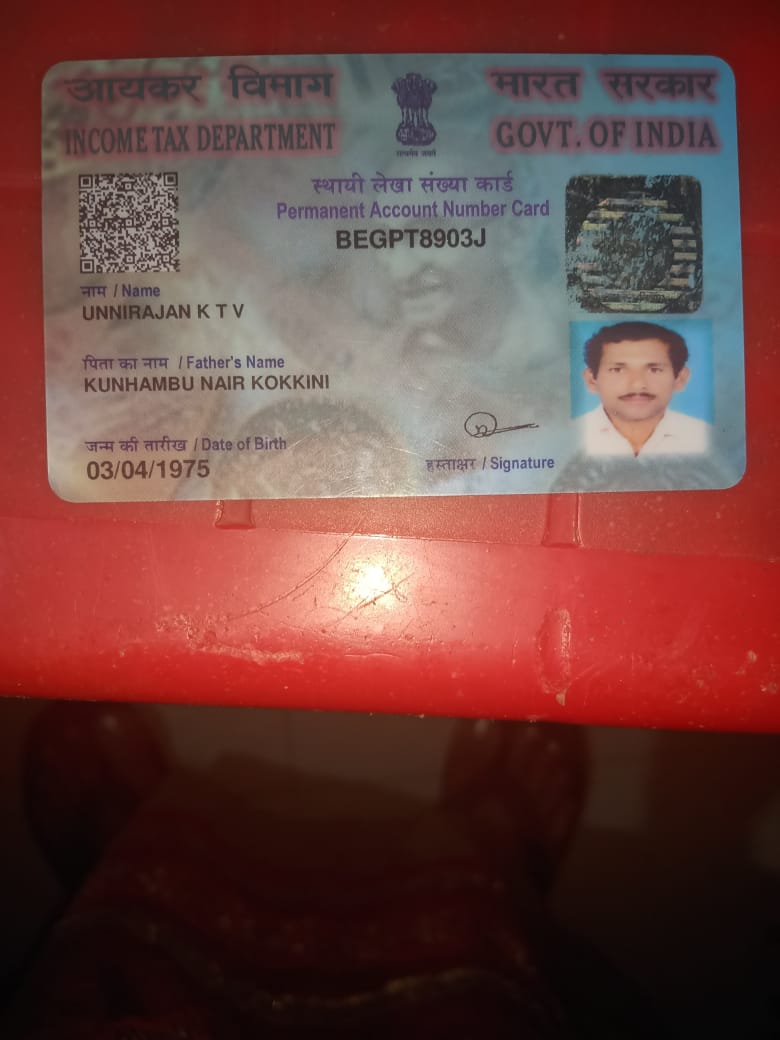 आयकर विभाग
INCOME TAX DEPARTMENT
भारत सरकार
GOVT. OF INDIA
सत्यमेव जयते
स्थायी लेखा संख्या कार्ड
Permanent Account Number Card
BEGPT8903J
नाम / Name
UNNIRAJAN K T V
पिता का नाम / Father's Name
KUNHAMBU NAIR KOKKINI
जन्म की तारीख / Date of Birth
03/04/1975
हस्ताक्षर / Signature